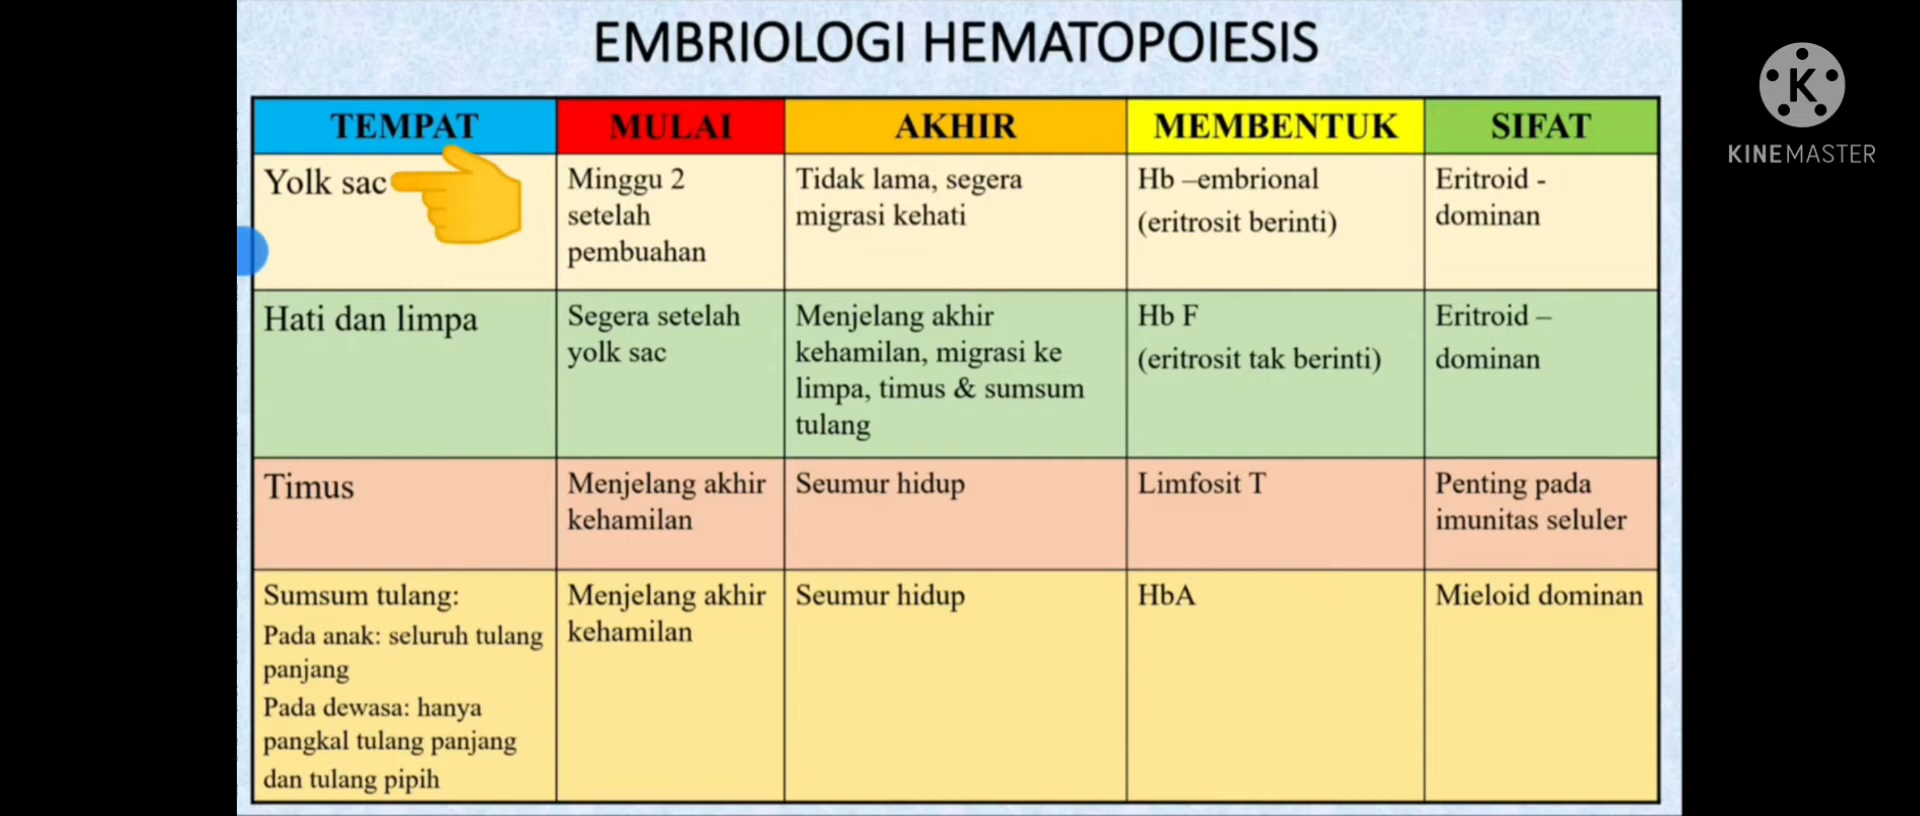 EMBRIOLOGI HEMATOPOIESIS
TEMPAT
MULAI
AKHIR
MEMBENTUK
SIFAT
Yolk sac
Minggu 2
setelah
pembuahan
Tidak lama, segera
migrasi kehati
Hb –embrional
(eritrosit berinti)
Eritroid -
dominan
Hati dan limpa
Segera setelah
yolk sac
Menjelang akhir
kehamilan, migrasi ke
limpa, timus & sumsum
tulang
Hb F
(eritrosit tak berinti)
Eritroid –
dominan
Timus
Menjelang akhir
kehamilan
Seumur hidup
Limfosit T
Penting pada
imunitas seluler
Sumsum tulang:
Pada anak: seluruh tulang
panjang
Pada dewasa: hanya
pangkal tulang panjang
dan tulang pipih
Menjelang akhir
kehamilan
Seumur hidup
HbA
Mieloid dominan
K
KINEMASTER